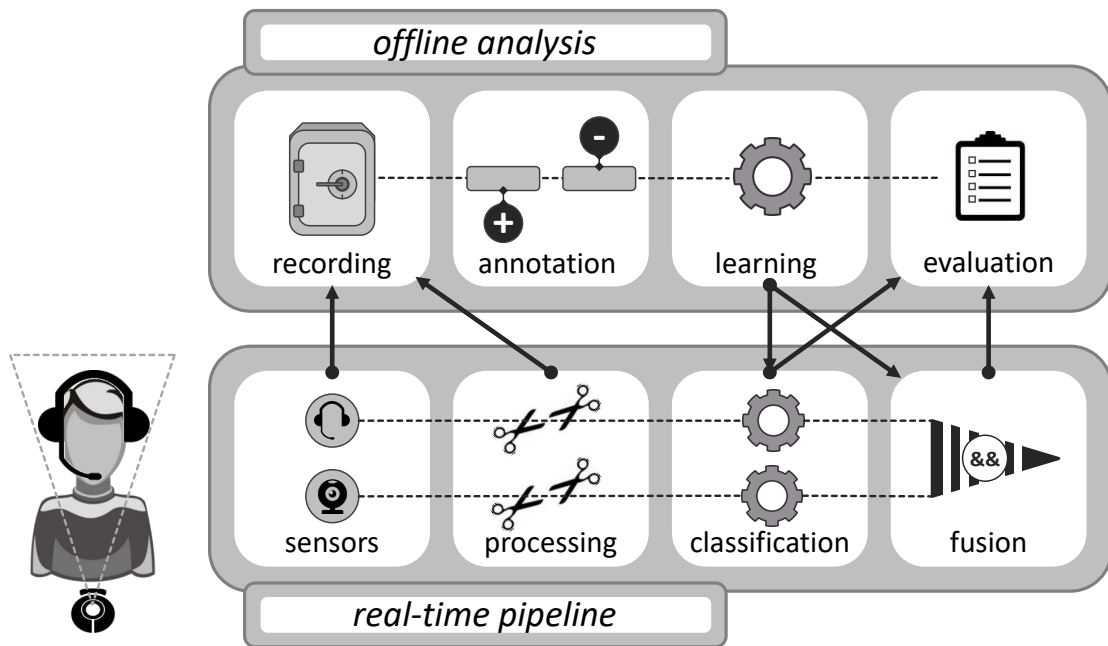 offline analysis
recording
annotation
-
+
learning
evaluation
sensors
processing
classification
&&
fusion
real-time pipeline